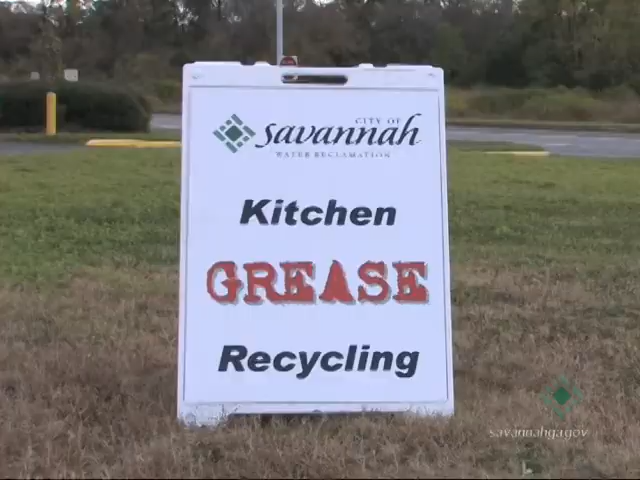 CITY OF
savannah
WATER RECLAMATION
Kitchen
GREASE
Recycling
savannahga.gov